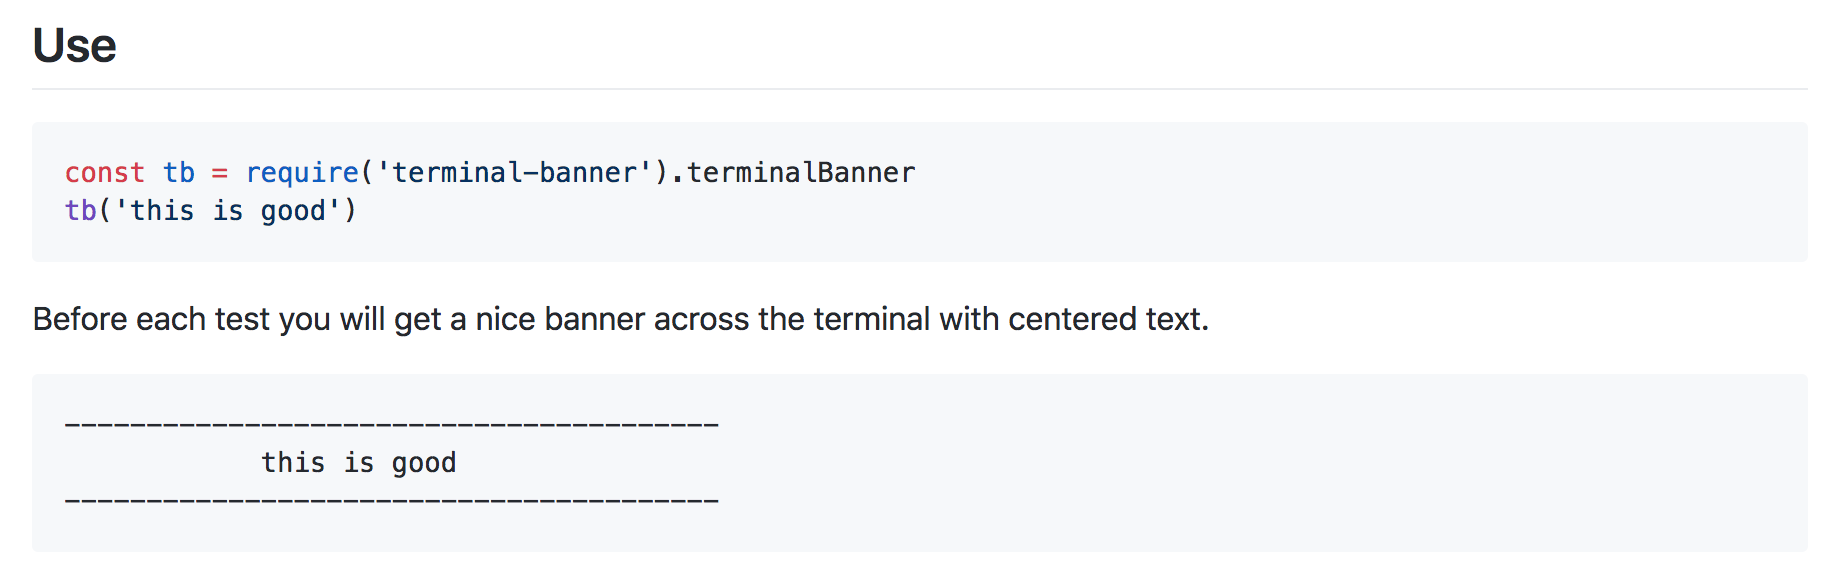 Use
const tb = require('terminal-banner').terminalBanner
tb('this is good')
Before each test you will get a nice banner across the terminal with centered text.
----------------------------------------
            this is good
----------------------------------------